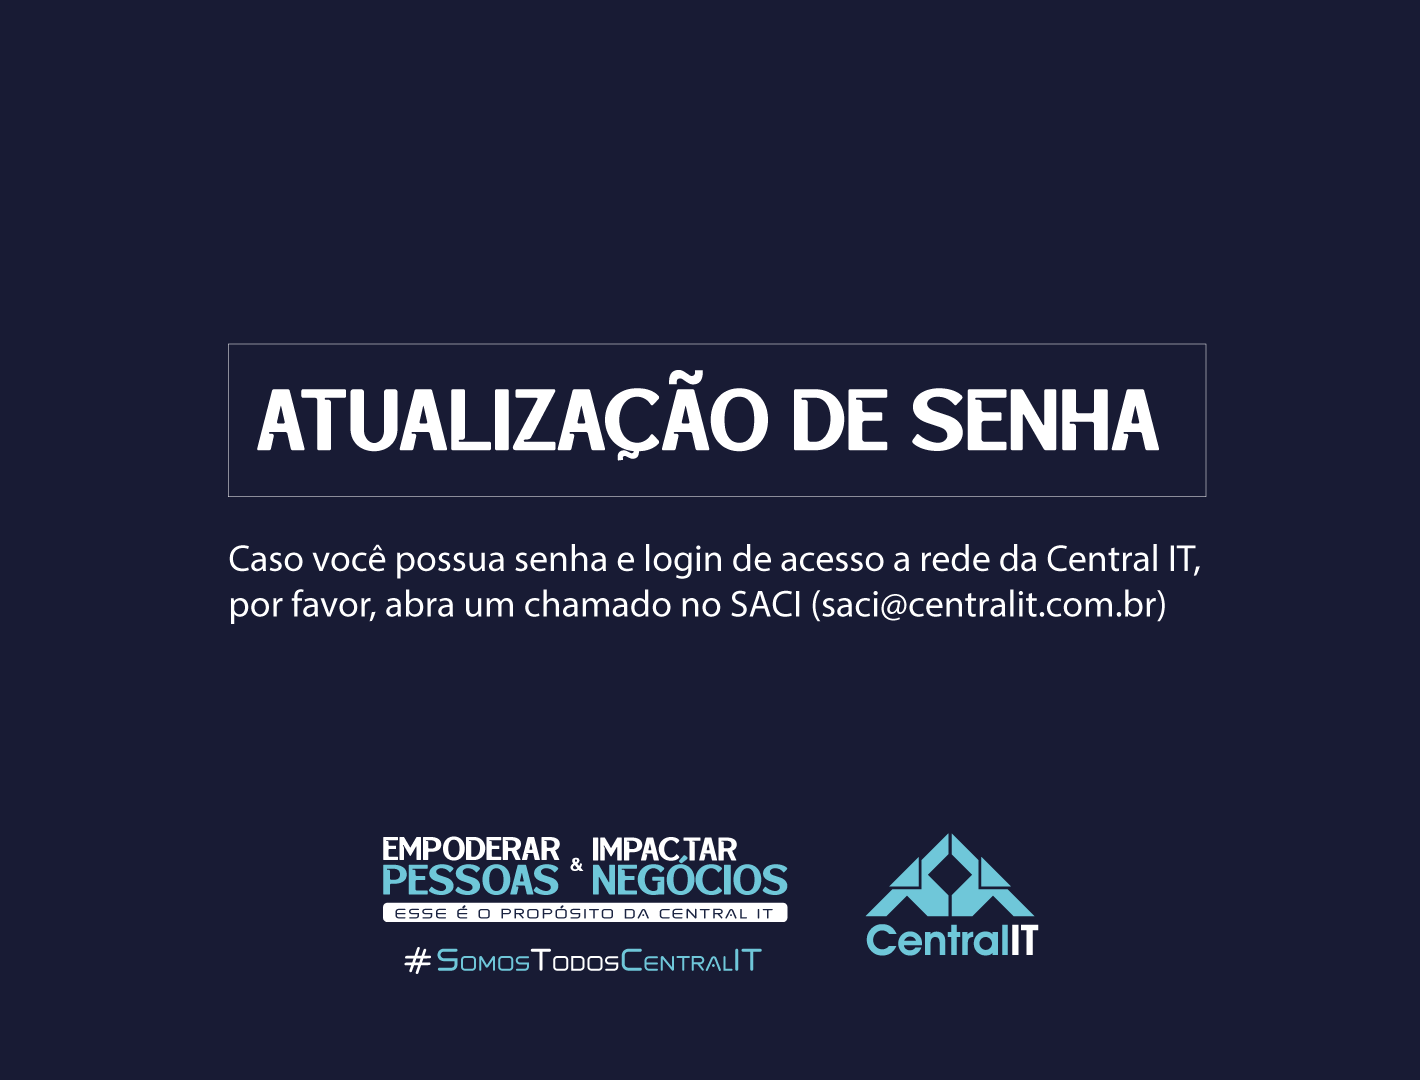 ATUALIZAÇÃO DE SENHA
Caso você possua senha e login de acesso a rede da Central IT,
por favor, abra um chamado no SACI (saci@centralit.com.br)
EMPODERAR PESSOAS & IMPACTAR NEGÓCIOS
ESSE É O PROPÓSITO DA CENTRAL IT
#SomosTodosCentralIT
CentralIT